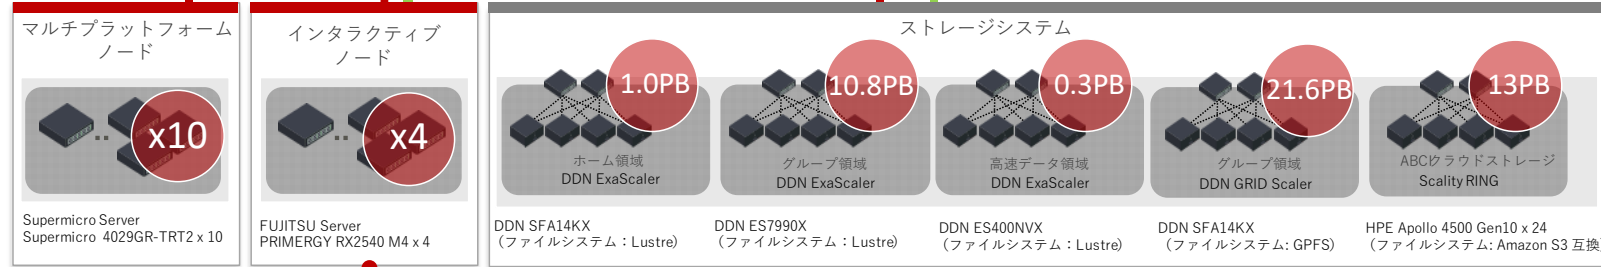 マルチプラットフォーム
ノード
x10
Supermicro Server
Supermicro 4029GR-TRT2 x 10
インタラクティブ
ノード
x4
FUJITSU Server
PRIMERGY RX2540 M4 x 4
ストレージシステム
1.0PB
ホーム領域
DDN ExaScaler
DDN SFA14KX
（ファイルシステム：Lustre）
10.8PB
グループ領域
DDN ExaScaler
DDN ES7990X
（ファイルシステム：Lustre）
0.3PB
高速データ領域
DDN ExaScaler
DDN ES400NVX
（ファイルシステム：Lustre）
21.6PB
グループ領域
DDN GRID Scaler
DDN SFA14KX
（ファイルシステム: GPFS）
13PB
ABCIクラウドストレージ
Scality RING
HPE Apollo 4500 Gen10 x 24
（ファイルシステム: Amazon S3 互換）